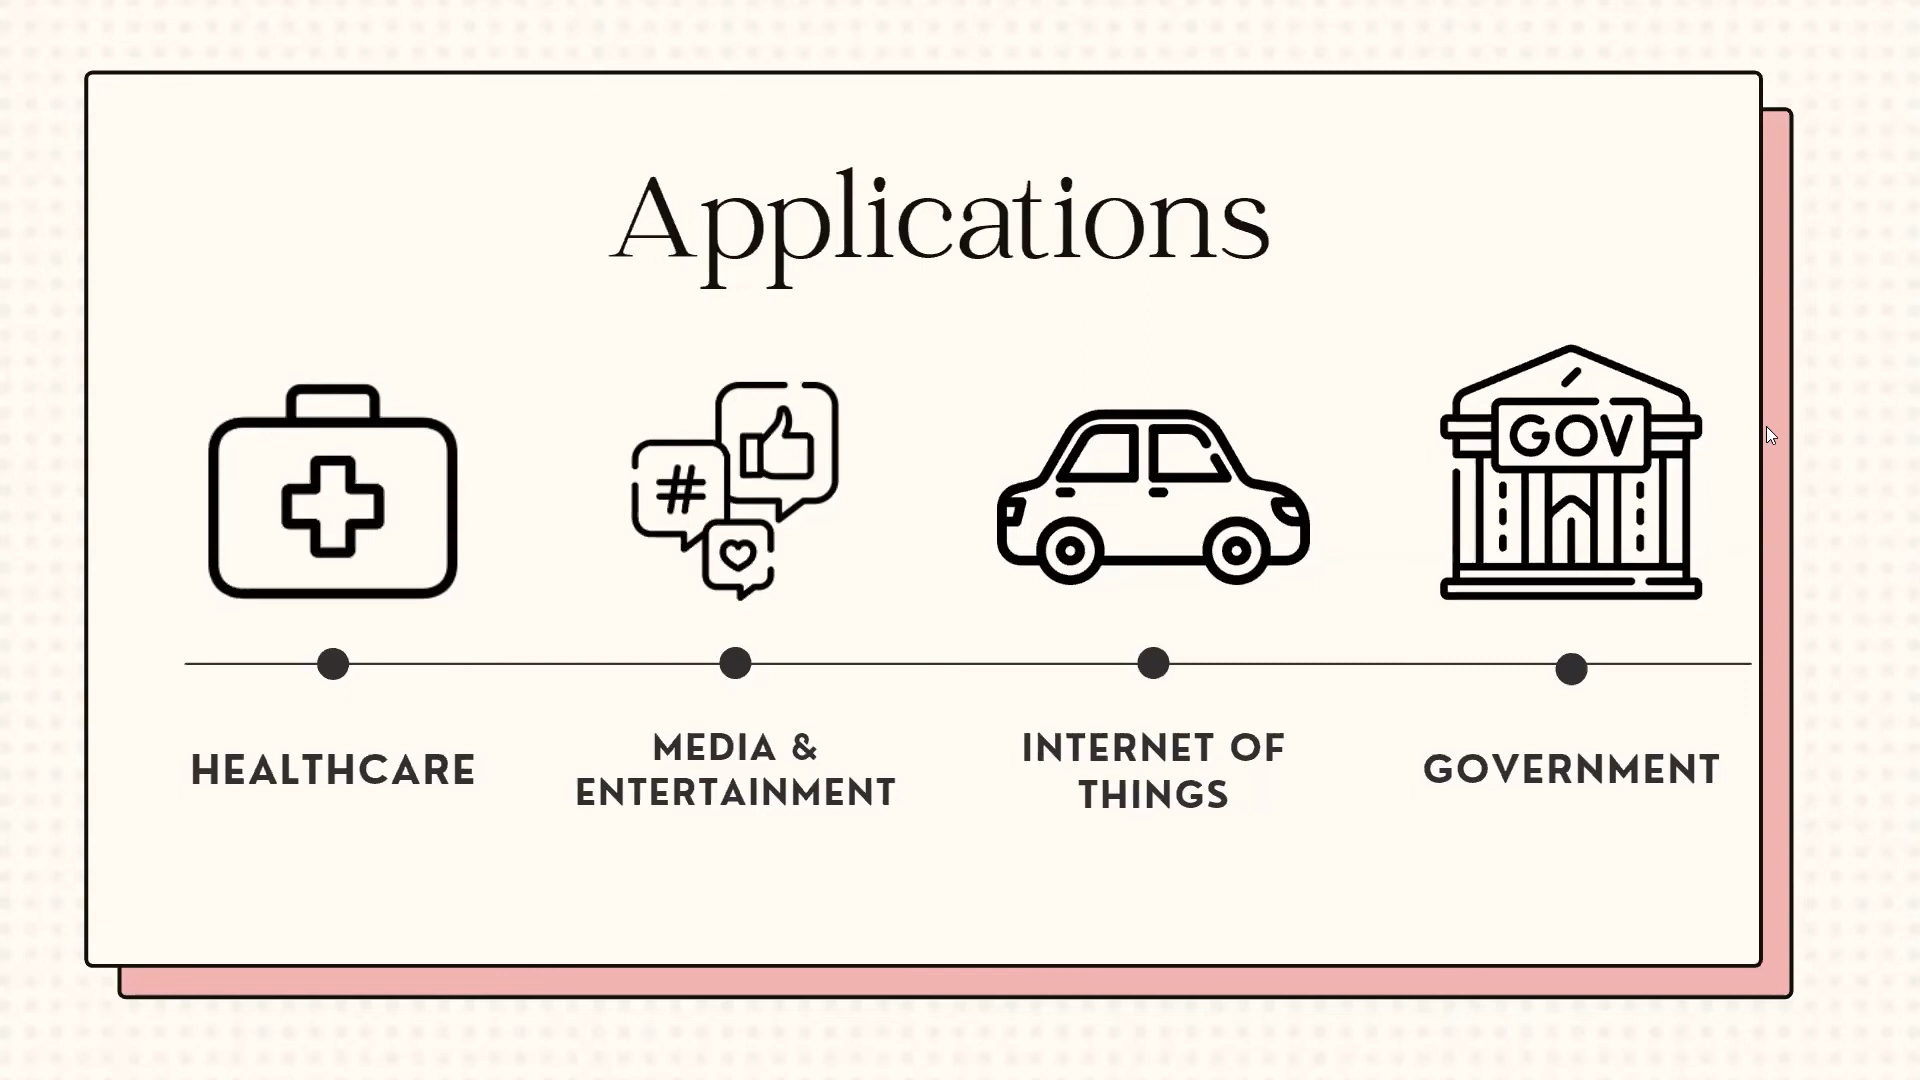 Applications
#
GOV
HEALTHCARE
MEDIA &
ENTERTAINMENT
INTERNET OF
THINGS
GOVERNMENT